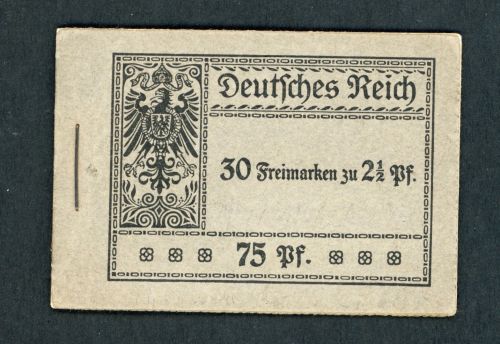 Deutſches Reich
30 Freimarken zu 2½ Pf.
75 Pf.